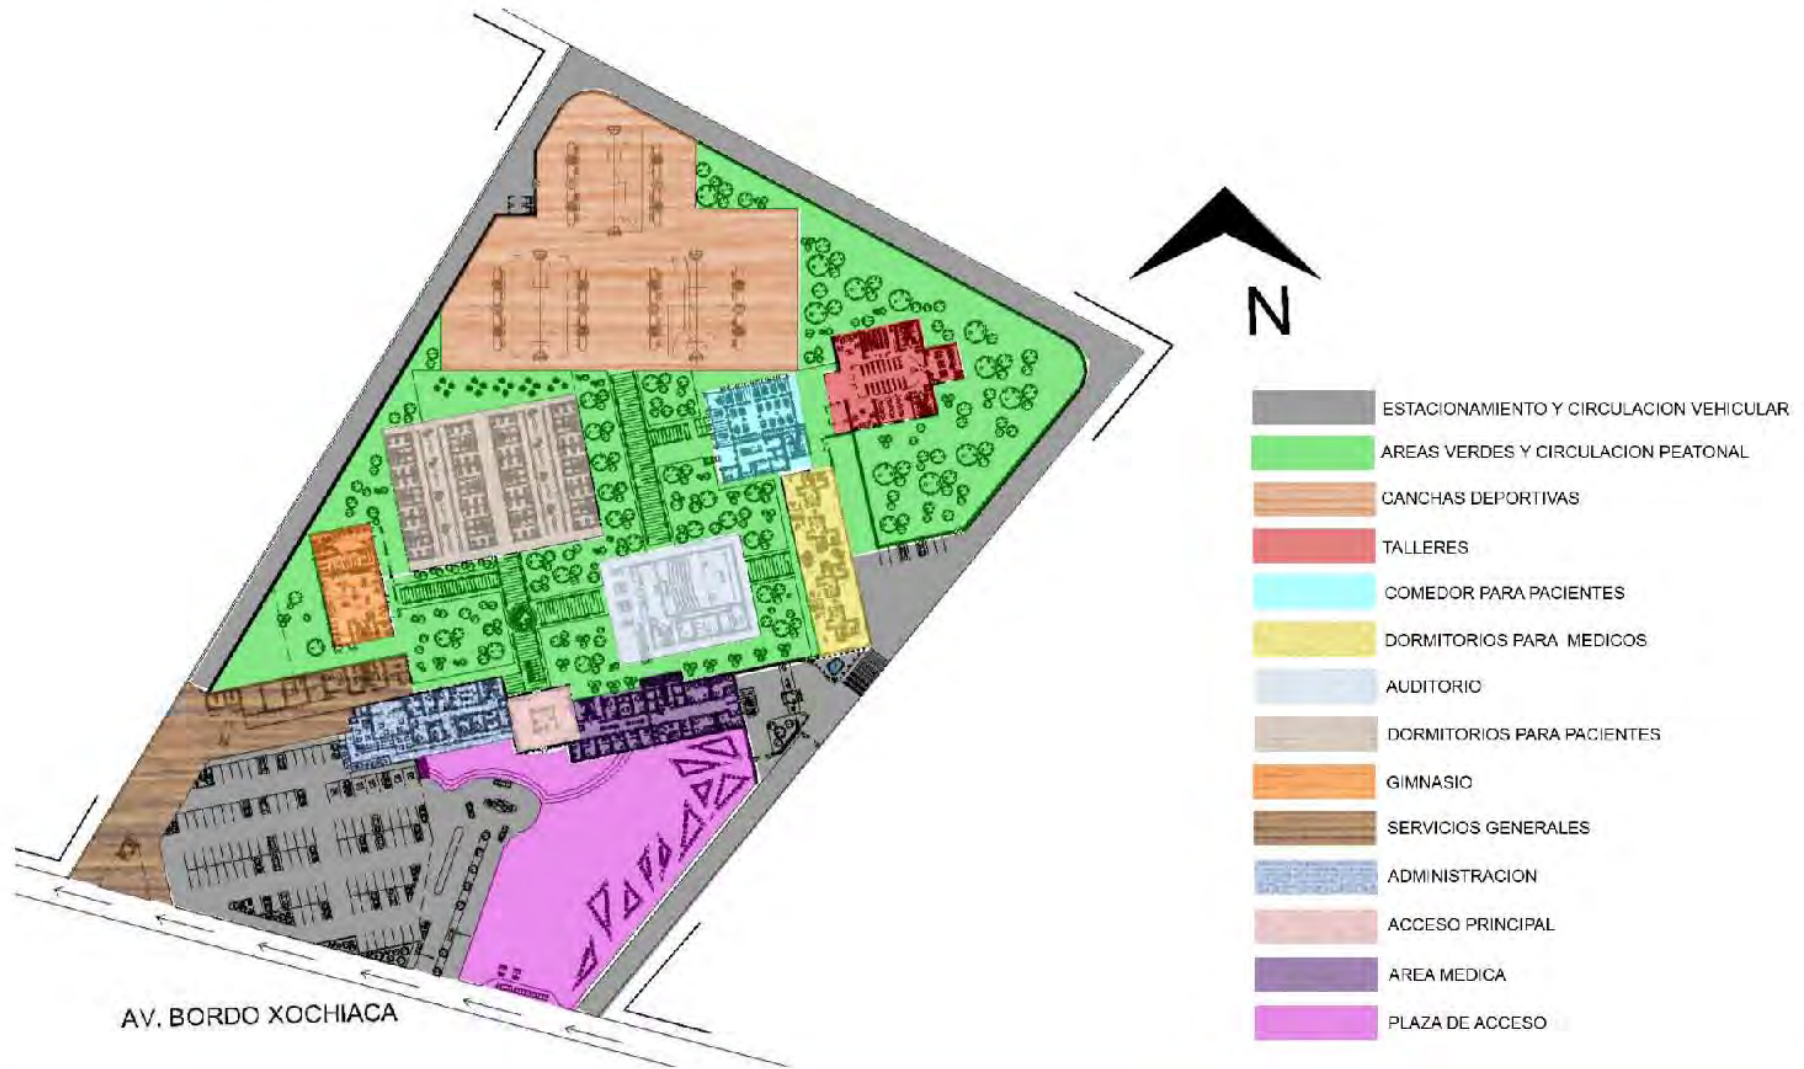 N
ESTACIONAMIENTO Y CIRCULACION VEHICULAR
AREAS VERDES Y CIRCULACION PEATONAL
CANCHAS DEPORTIVAS
TALLERES
COMEDOR PARA PACIENTES
DORMITORIOS PARA MEDICOS
AUDITORIO
DORMITORIOS PARA PACIENTES
GIMNASIO
SERVICIOS GENERALES
ADMINISTRACION
ACCESO PRINCIPAL
AREA MEDICA
PLAZA DE ACCESO
AV. BORDO XOCHIACA